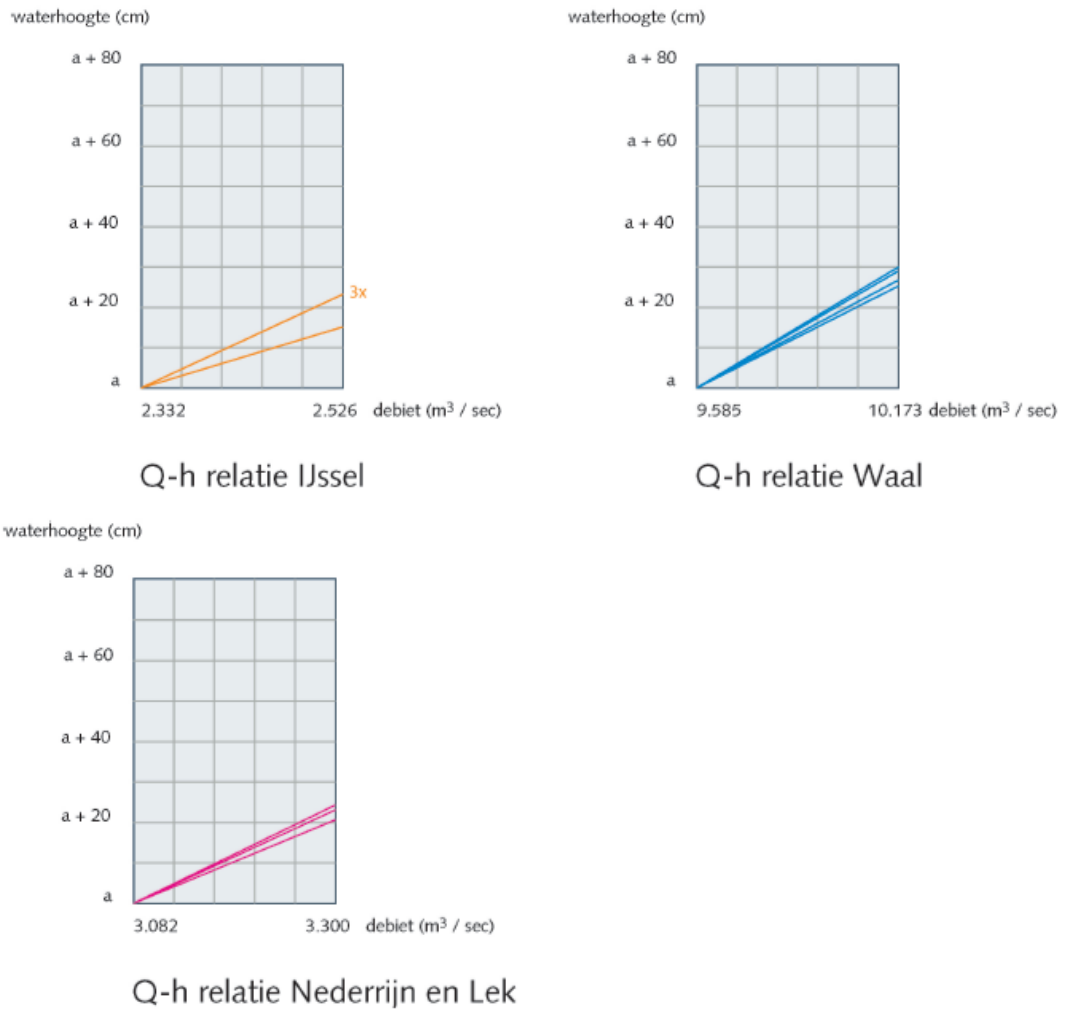 waterhoogte (cm)
a + 80
a + 60
a + 40
a + 20
a
3x
2.332 2.526 debiet (m³ / sec)
Q-h relatie IJssel
waterhoogte (cm)
a + 80
a + 60
a + 40
a + 20
a
9.585 10.173 debiet (m³ / sec)
Q-h relatie Waal
waterhoogte (cm)
a + 80
a + 60
a + 40
a + 20
a
3.082 3.300 debiet (m³ / sec)
Q-h relatie Nederrijn en Lek